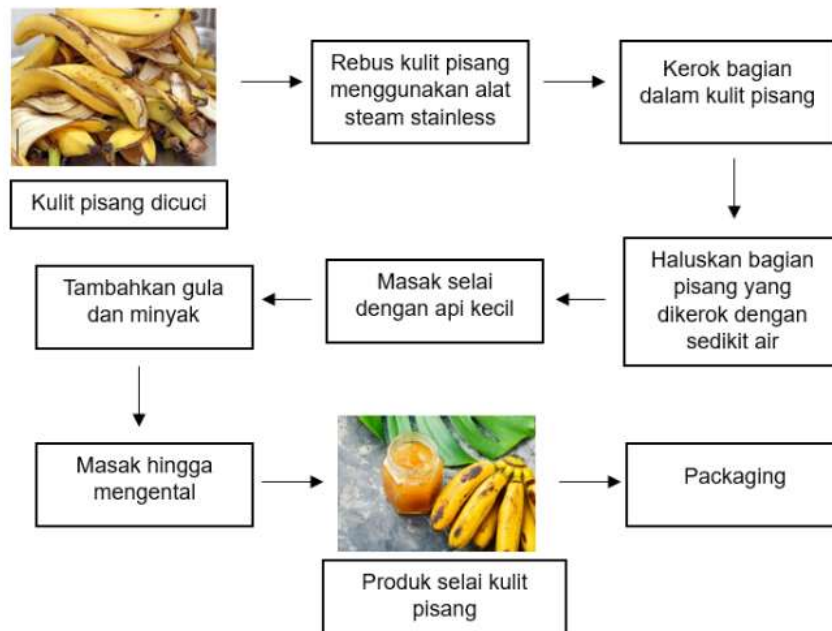 Kulit pisang dicuci
Rebus kulit pisang
menggunakan alat
steam stainless
Kerok bagian
dalam kulit pisang
Haluskan bagian
pisang yang
dikerok dengan
sedikit air
Masak selai
dengan api kecil
Tambahkan gula
dan minyak
Masak hingga
mengental
Produk selai kulit
pisang
Packaging